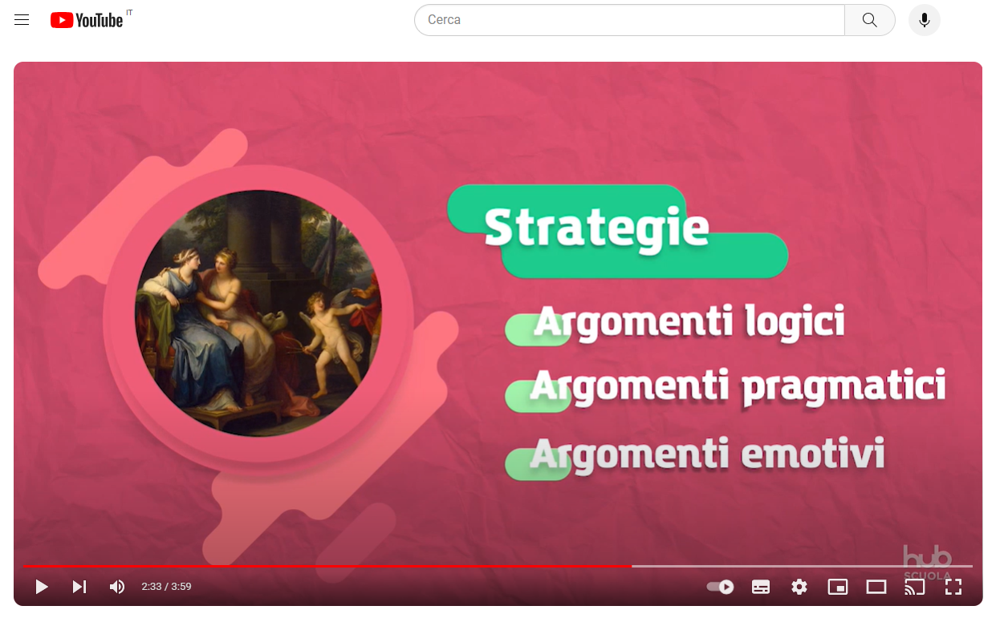 YouTube IT
Cerca
Strategie
Argomenti logici
Argomenti pragmatici
Argomenti emotivi
hub
SCUOLA
2:33 / 3:59